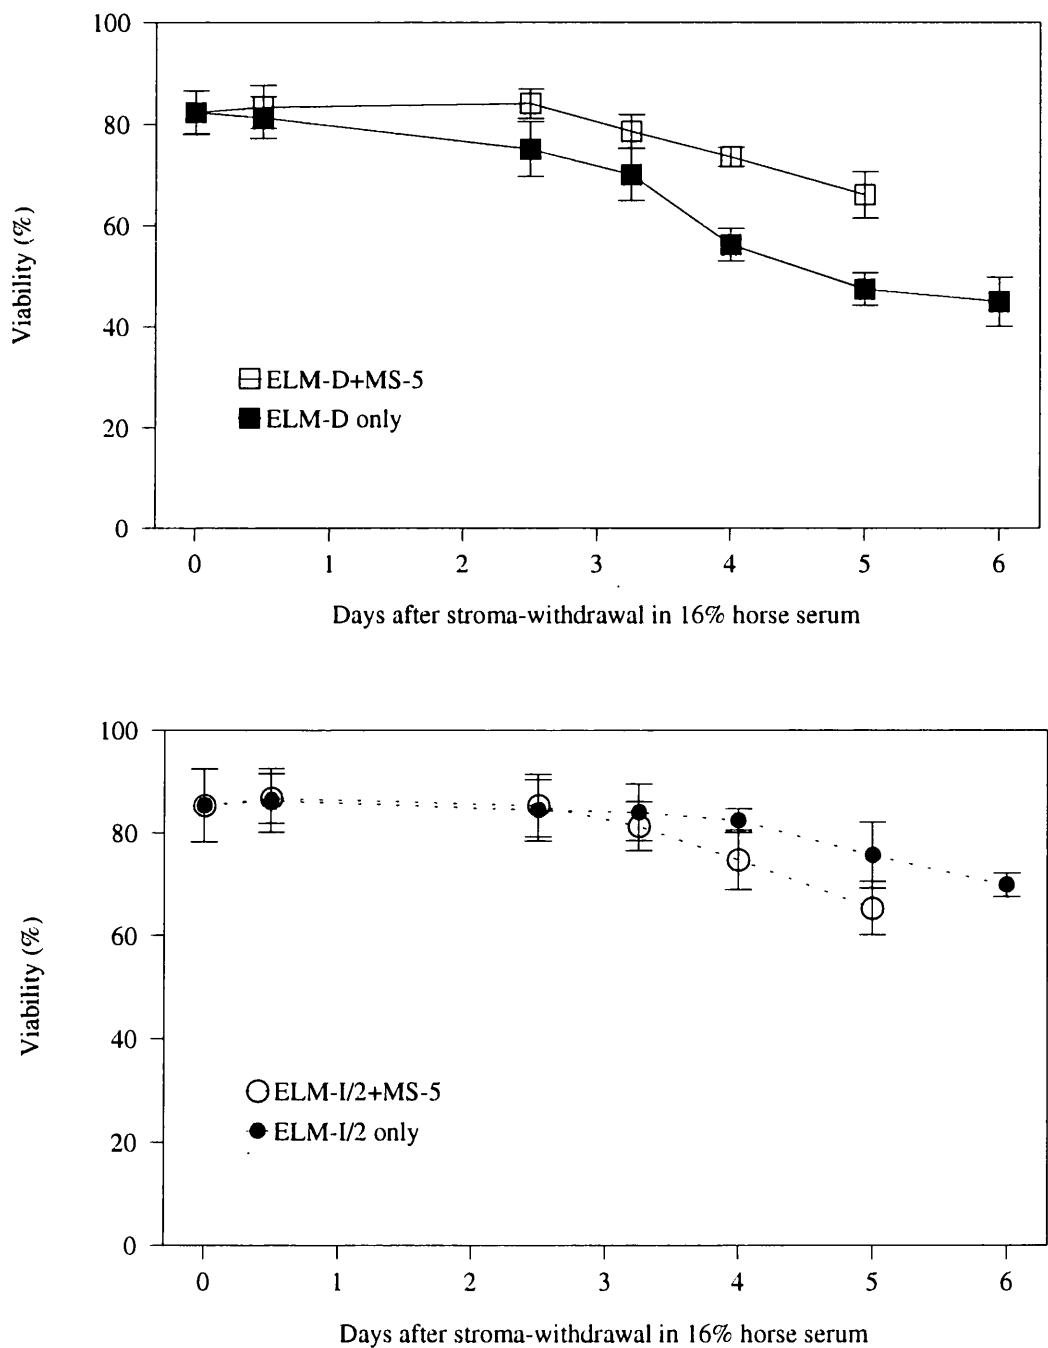 100
80
60
40
20
0
Viability (%)
ELM-D+MS-5
ELM-D only
0 1 2 3 4 5 6
Days after stroma-withdrawal in 16% horse serum
100
80
60
40
20
0
Viability (%)
ELM-I/2+MS-5
ELM-I/2 only
0 1 2 3 4 5 6
Days after stroma-withdrawal in 16% horse serum